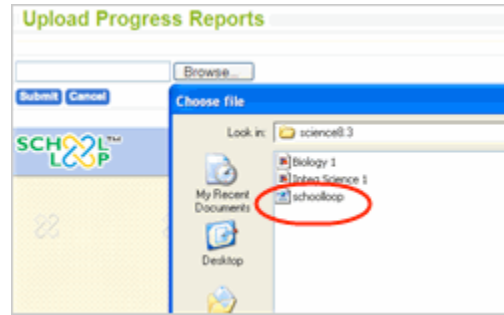 Upload Progress Reports
Browse...
Submit Cancel
Choose file
Look in: science8.3
SCHOOL
LOOP
TM
Biology 1
Integ Science 1
schoolloop
My Recent
Documents
Desktop